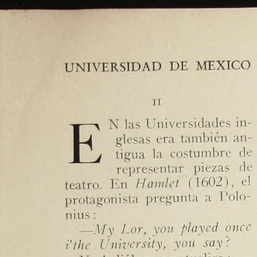 UNIVERSIDAD DE MEXICO
II
EN las Universidades in-
glesas era también an-
tigua la costumbre de
representar piezas de
teatro. En Hamlet (1602), el
protagonista pregunta a Polo-
nius:
—My Lor, you played once
i'the University, you say?